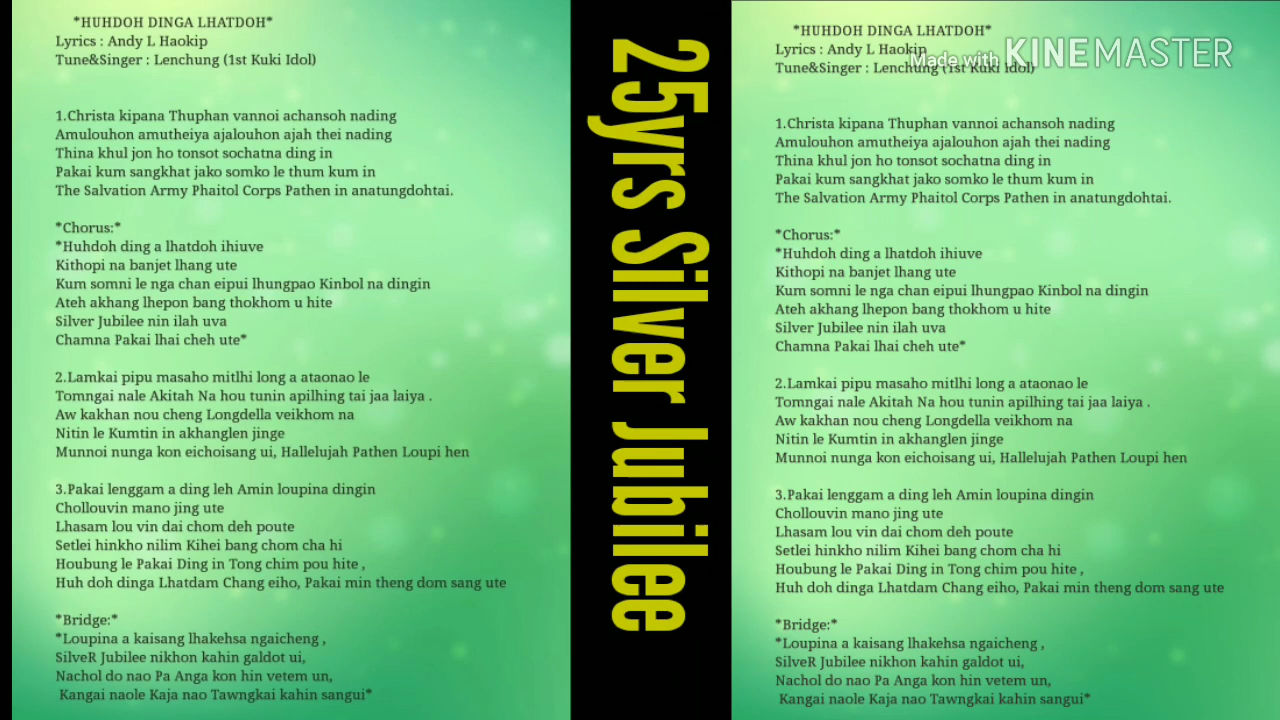 *HUHDOH DINGA LHATDOH*
Lyrics : Andy L Haokip
Tune&Singer : Lenchung (1st Kuki Idol)
1.Christa kipana Thuphan vannoi achansoh nading
Amulouhon amutheiya ajalouhon ajah thei nading
Thina khul jon ho tonsot sochatna ding in
Pakai kum sangkhat jako somko le thum kum in
The Salvation Army Phaitol Corps Pathen in anatungdohtai.
*Chorus:*
*Huhdoh ding a lhatdoh ihiuve
Kithopi na banjet lhang ute
Kum somni le nga chan eipui lhungpao Kinbol na dingin
Ateh akhang lhepon bang thokhom u hite
Silver Jubilee nin ilah uva
Chamna Pakai lhai cheh ute*
2.Lamkai pipu masaho mitlhi long a ataonao le
Tomngai nale Akitah Na hou tunin apilhing tai jaa laiya .
Aw kakhan nou cheng Longdella veikhom na
Nitin le Kumtin in akhanglen jinge
Munnoi nunga kon eichoisang ui, Hallelujah Pathen Loupi hen
3.Pakai lenggam a ding leh Amin loupina dingin
Chollouvin mano jing ute
Lhasam lou vin dai chom deh poute
Setlei hinkho nilim Kihei bang chom cha hi
Houbung le Pakai Ding in Tong chim pou hite ,
Huh doh dinga Lhatdam Chang eiho, Pakai min theng dom sang ute
*Bridge:*
*Loupina a kaisang lhakehsa ngaicheng ,
SilveR Jubilee nikhon kahin galdot ui,
Nachol do nao Pa Anga kon hin vetem un,
Kangai naole Kaja nao Tawngkai kahin sangui*
25yrs Silver Jubilee
*HUHDOH DINGA LHATDOH*
Lyrics : Andy L Haokip
Made with KINEMASTER
Tune&Singer : Lenchung (1st Kuki Idol)
1.Christa kipana Thuphan vannoi achansoh nading
Amulouhon amutheiya ajalouhon ajah thei nading
Thina khul jon ho tonsot sochatna ding in
Pakai kum sangkhat jako somko le thum kum in
The Salvation Army Phaitol Corps Pathen in anatungdohtai.
*Chorus:*
*Huhdoh ding a lhatdoh ihiuve
Kithopi na banjet lhang ute
Kum somni le nga chan eipui lhungpao Kinbol na dingin
Ateh akhang lhepon bang thokhom u hite
Silver Jubilee nin ilah uva
Chamna Pakai lhai cheh ute*
2.Lamkai pipu masaho mitlhi long a ataonao le
Tomngai nale Akitah Na hou tunin apilhing tai jaa laiya .
Aw kakhan nou cheng Longdella veikhom na
Nitin le Kumtin in akhanglen jinge
Munnoi nunga kon eichoisang ui, Hallelujah Pathen Loupi hen
3.Pakai lenggam a ding leh Amin loupina dingin
Chollouvin mano jing ute
Lhasam lou vin dai chom deh poute
Setlei hinkho nilim Kihei bang chom cha hi
Houbung le Pakai Ding in Tong chim pou hite ,
Huh doh dinga Lhatdam Chang eiho, Pakai min theng dom sang ute
*Bridge:*
*Loupina a kaisang lhakehsa ngaicheng ,
SilveR Jubilee nikhon kahin galdot ui,
Nachol do nao Pa Anga kon hin vetem un,
Kangai naole Kaja nao Tawngkai kahin sangui*